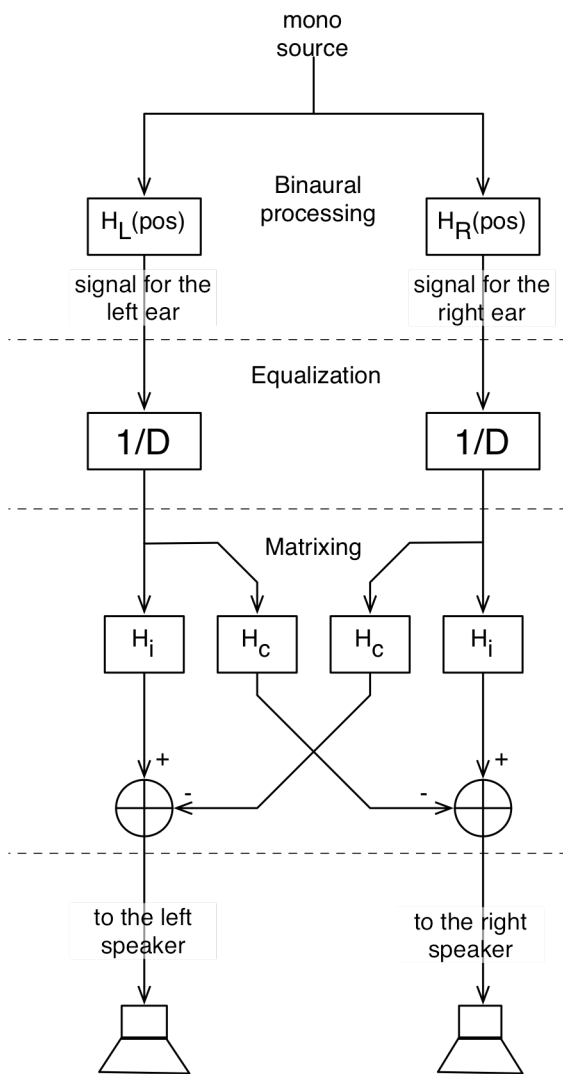 mono
source
Binaural
processing
H_L(pos)
H_R(pos)
signal for the
left ear
signal for the
right ear
Equalization
1/D
1/D
Matrixing
H_i
H_c
H_c
H_i
+
-
-
+
to the left
speaker
to the right
speaker